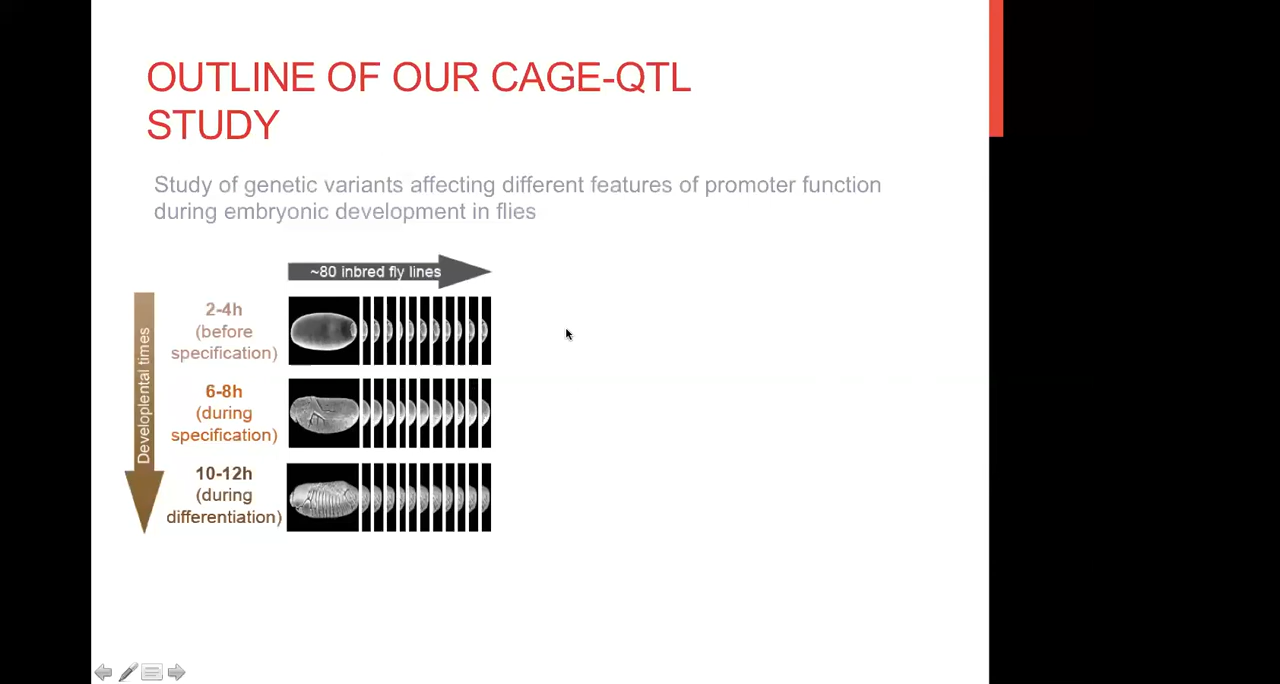 OUTLINE OF OUR CAGE-QTL
STUDY
Study of genetic variants affecting different features of promoter function
during embryonic development in flies
~80 inbred fly lines
Developlental times
2-4h
(before
specification)
6-8h
(during
specification)
10-12h
(during
differentiation)